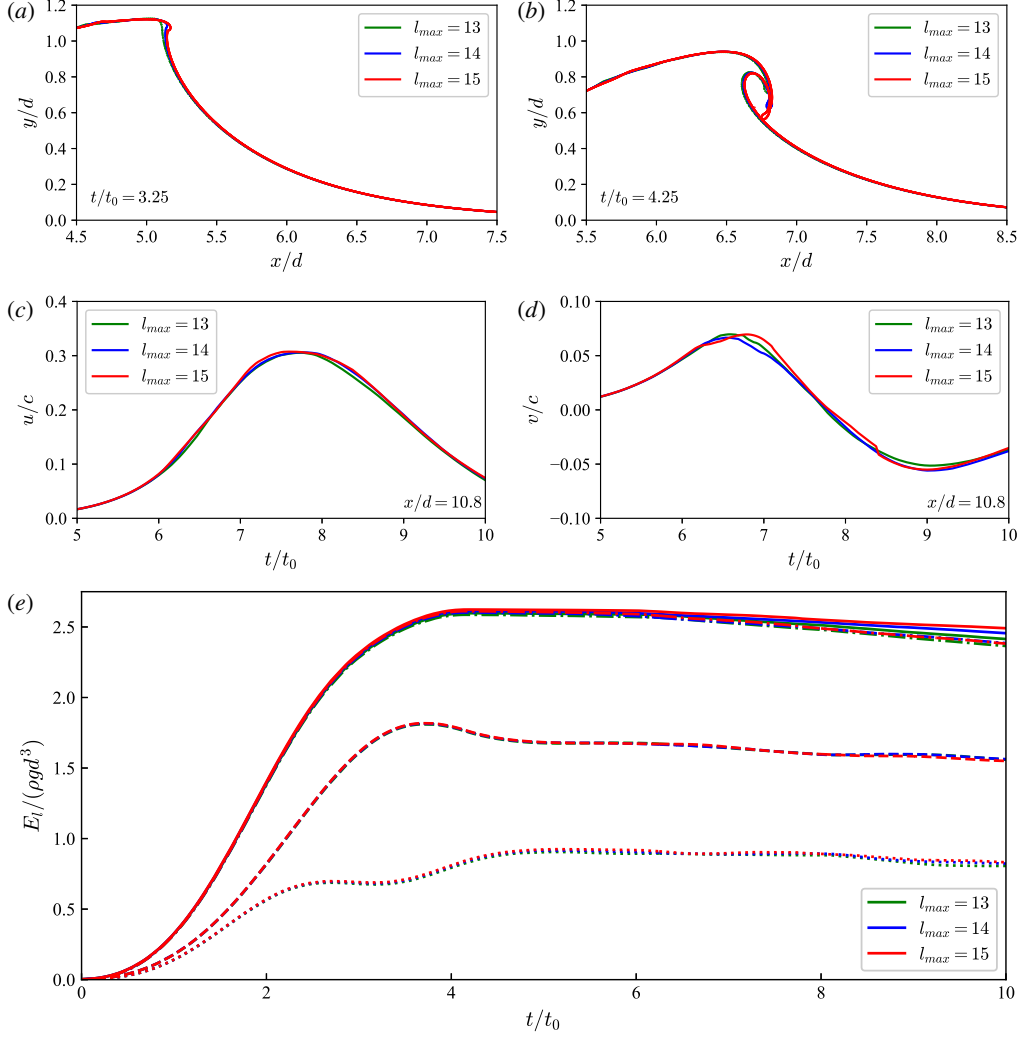 (a)
1.2
1.0
0.8
0.6
0.4
0.2
0.0
y/d
l_max = 13
l_max = 14
l_max = 15
t/t_0 = 3.25
4.5 5.0 5.5 6.0 6.5 7.0 7.5
x/d
(b)
1.2
1.0
0.8
0.6
0.4
0.2
0.0
y/d
l_max = 13
l_max = 14
l_max = 15
t/t_0 = 4.25
5.5 6.0 6.5 7.0 7.5 8.0 8.5
x/d
(c)
0.4
0.3
0.2
0.1
0.0
u/c
l_max = 13
l_max = 14
l_max = 15
x/d = 10.8
5 6 7 8 9 10
t/t_0
(d)
0.10
0.05
0.00
−0.05
−0.10
v/c
l_max = 13
l_max = 14
l_max = 15
x/d = 10.8
5 6 7 8 9 10
t/t_0
(e)
2.5
2.0
1.5
1.0
0.5
0.0
E_l/(ρgd^3)
l_max = 13
l_max = 14
l_max = 15
0 2 4 6 8 10
t/t_0